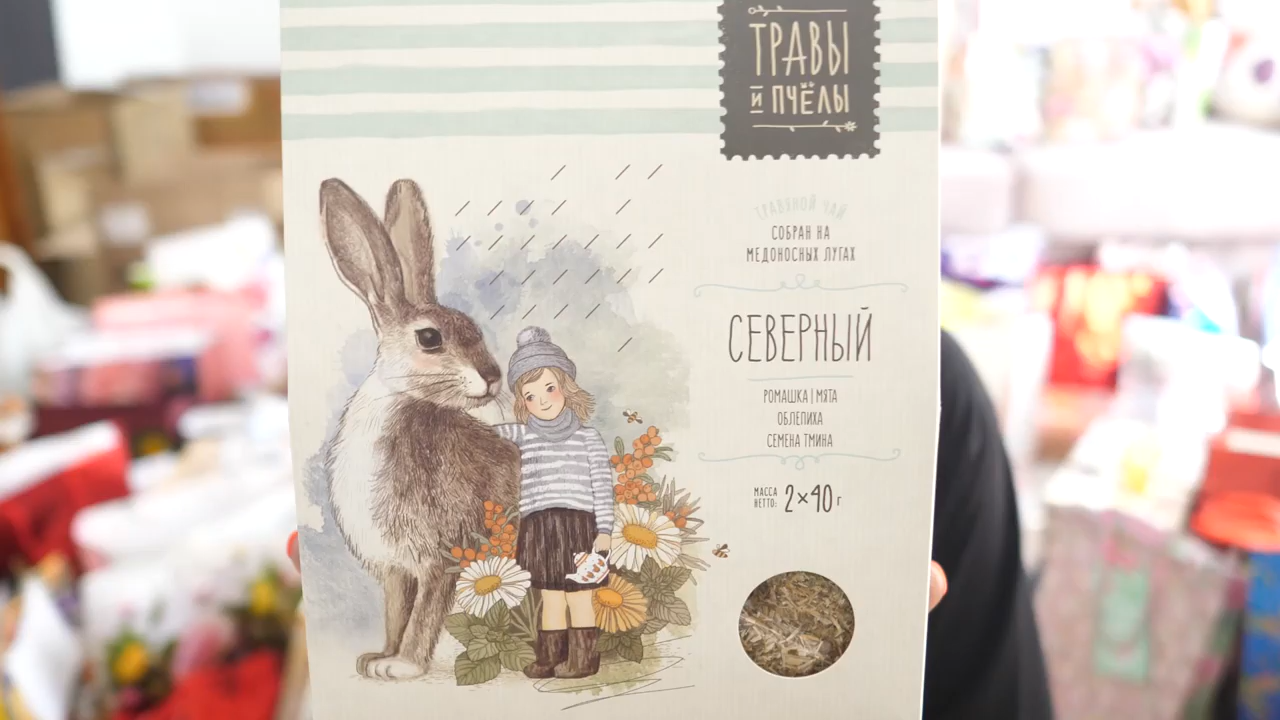 ТРАВЫ
И ПЧЁЛЫ
ТРАВЯНОЙ ЧАЙ
СОБРАН НА
МЕДОНОСНЫХ ЛУГАХ
СЕВЕРНЫЙ
РОМАШКА | МЯТА
ОБЛЕПИХА
СЕМЕНА ТМИНА
МАССА
НЕТТО: 2×40 г